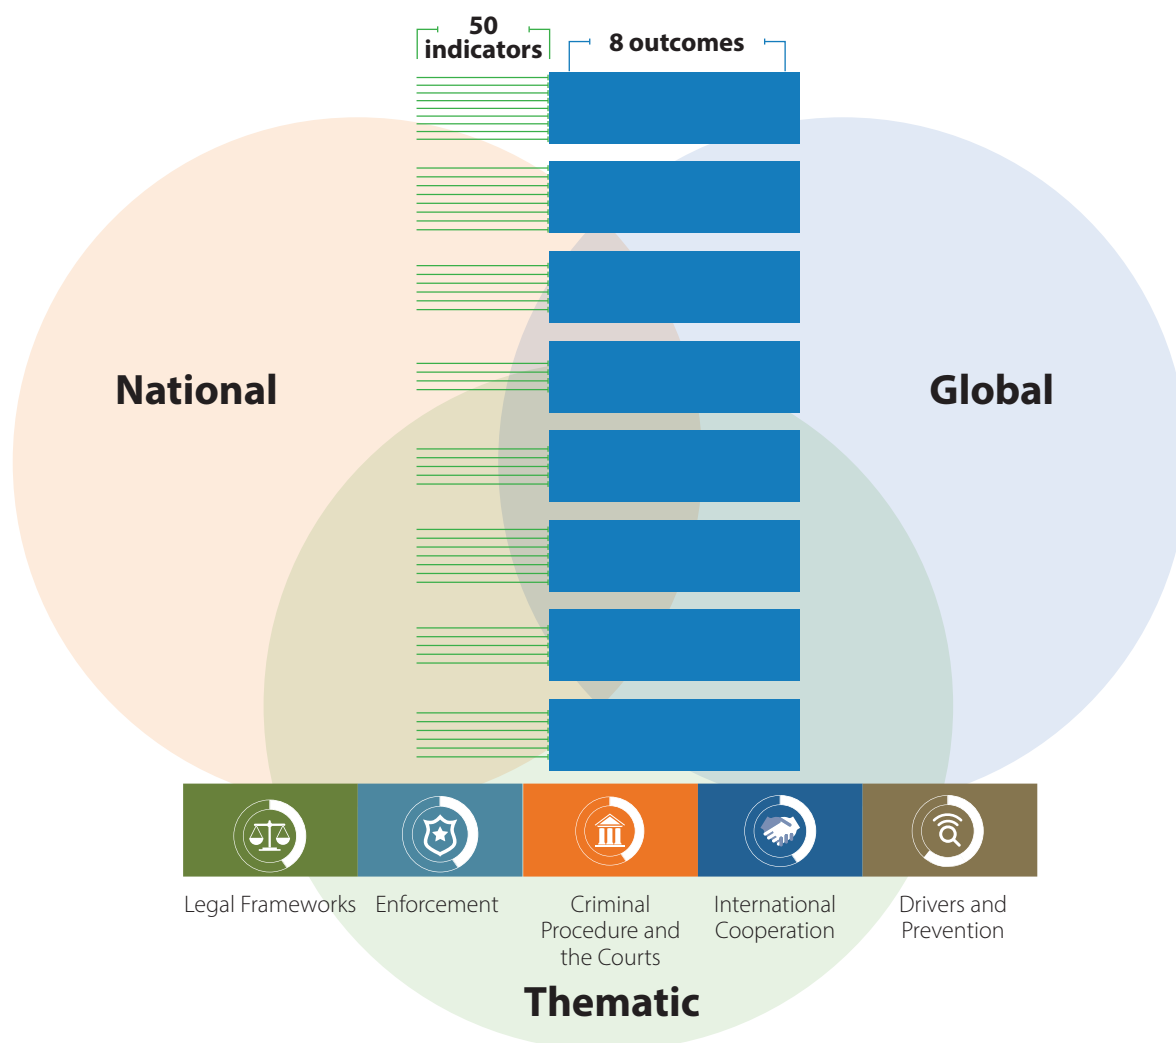 50
indicators
8 outcomes
National
Global
Legal Frameworks
Enforcement
Criminal
Procedure and
the Courts
International
Cooperation
Drivers and
Prevention
Thematic